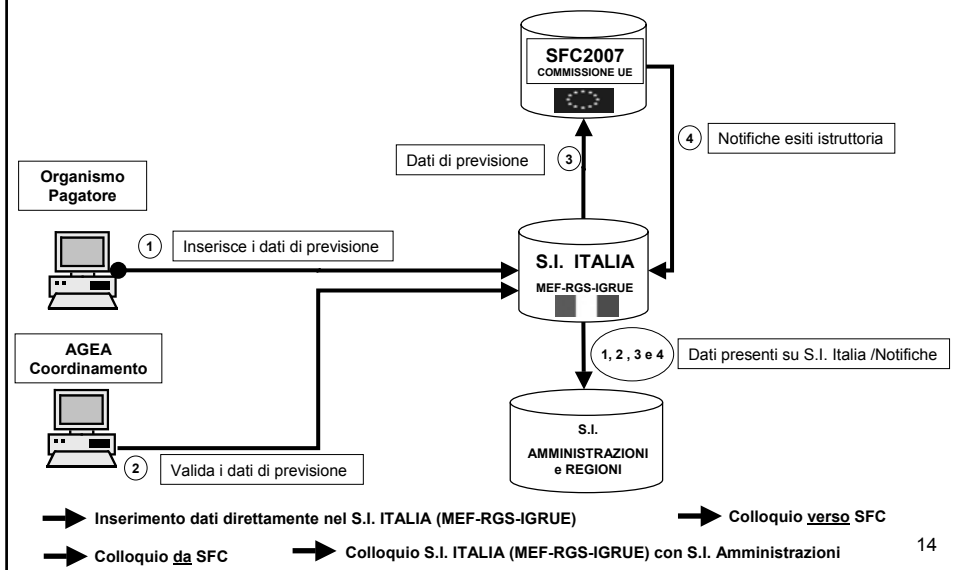 SFC2007
COMMISSIONE UE
4
Notifiche esiti istruttoria
Dati di previsione
3
Organismo
Pagatore
1
Inserisce i dati di previsione
S.I. ITALIA
MEF-RGS-IGRUE
AGEA
Coordinamento
1, 2 , 3 e 4
Dati presenti su S.I. Italia /Notifiche
S.I.
AMMINISTRAZIONI
e REGIONI
2
Valida i dati di previsione
Inserimento dati direttamente nel S.I. ITALIA (MEF-RGS-IGRUE)
Colloquio verso SFC
Colloquio da SFC
Colloquio S.I. ITALIA (MEF-RGS-IGRUE) con S.I. Amministrazioni
14